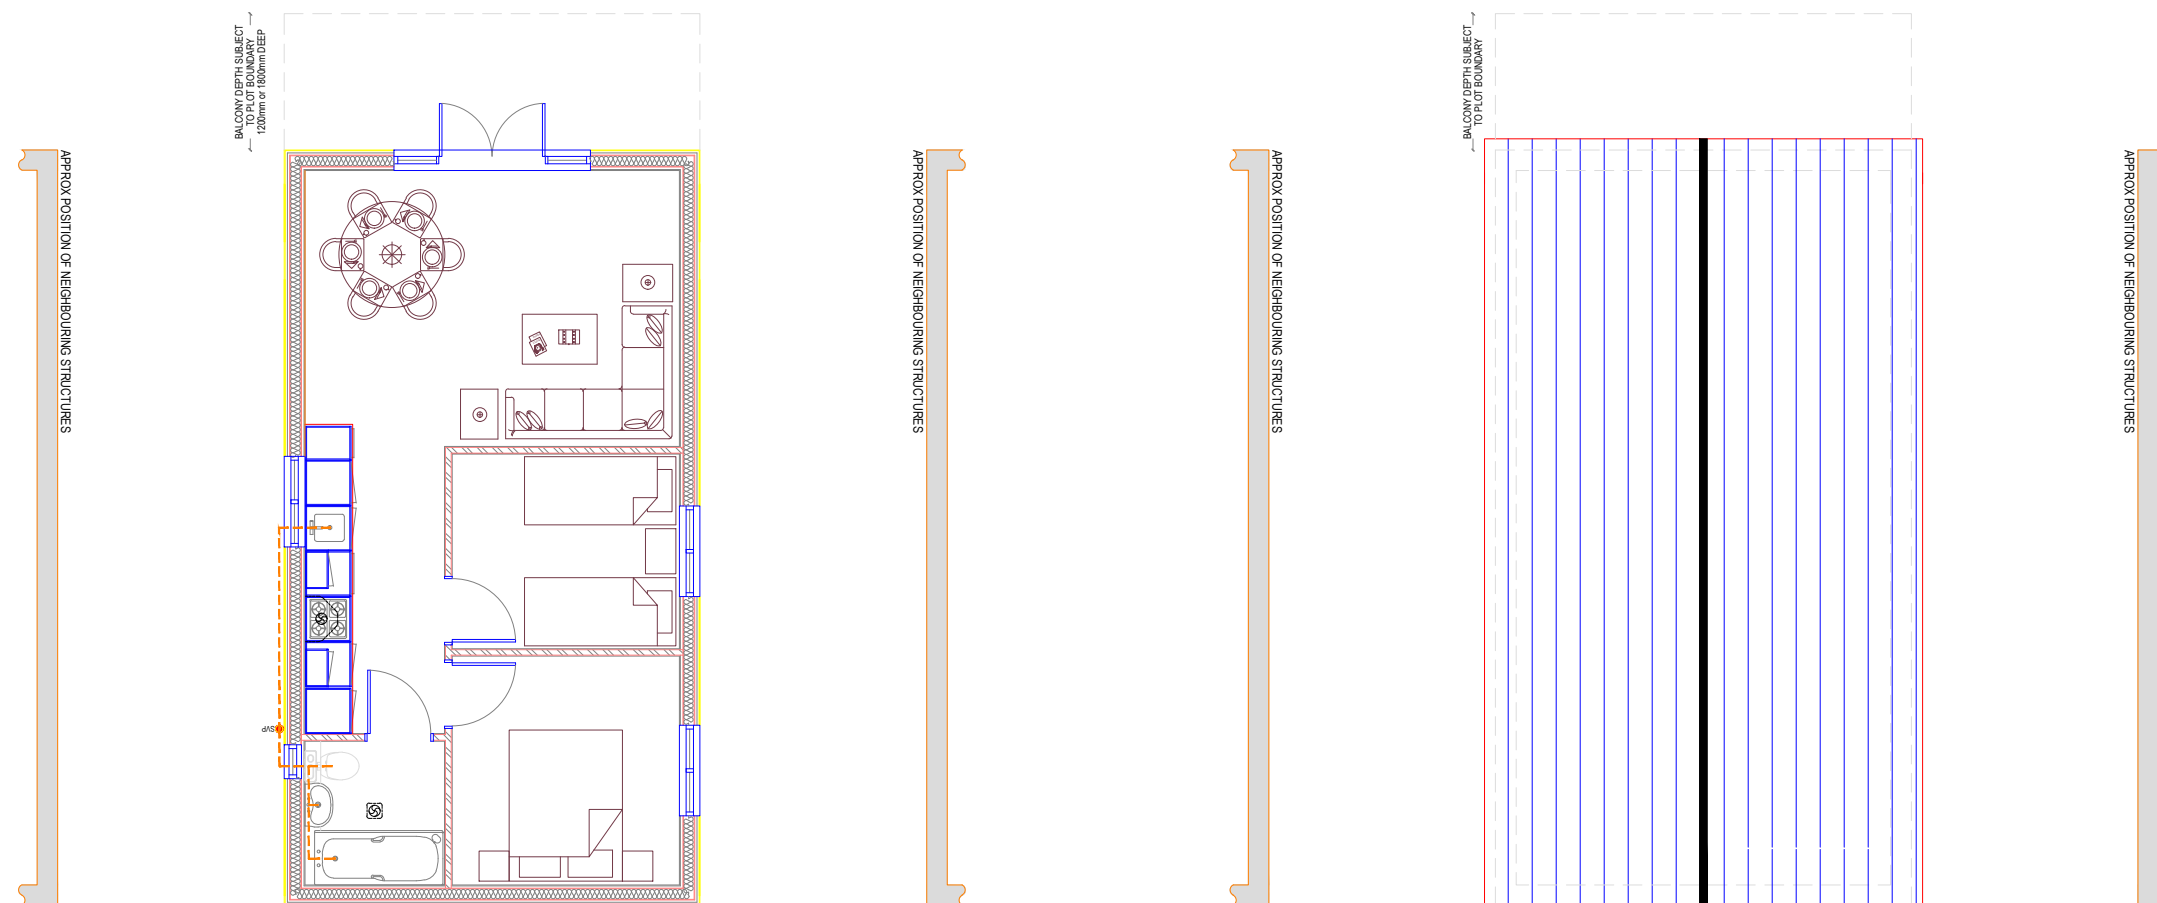 BALCONY DEPTH SUBJECT
TO PLOT BOUNDARY
1200mm or 1800mm DEEP
APPROX POSITION OF NEIGHBOURING STRUCTURES
SVP
APPROX POSITION OF NEIGHBOURING STRUCTURES
APPROX POSITION OF NEIGHBOURING STRUCTURES
BALCONY DEPTH SUBJECT
TO PLOT BOUNDARY
APPROX POSITION OF NEIGHBOURING STRUCTURES